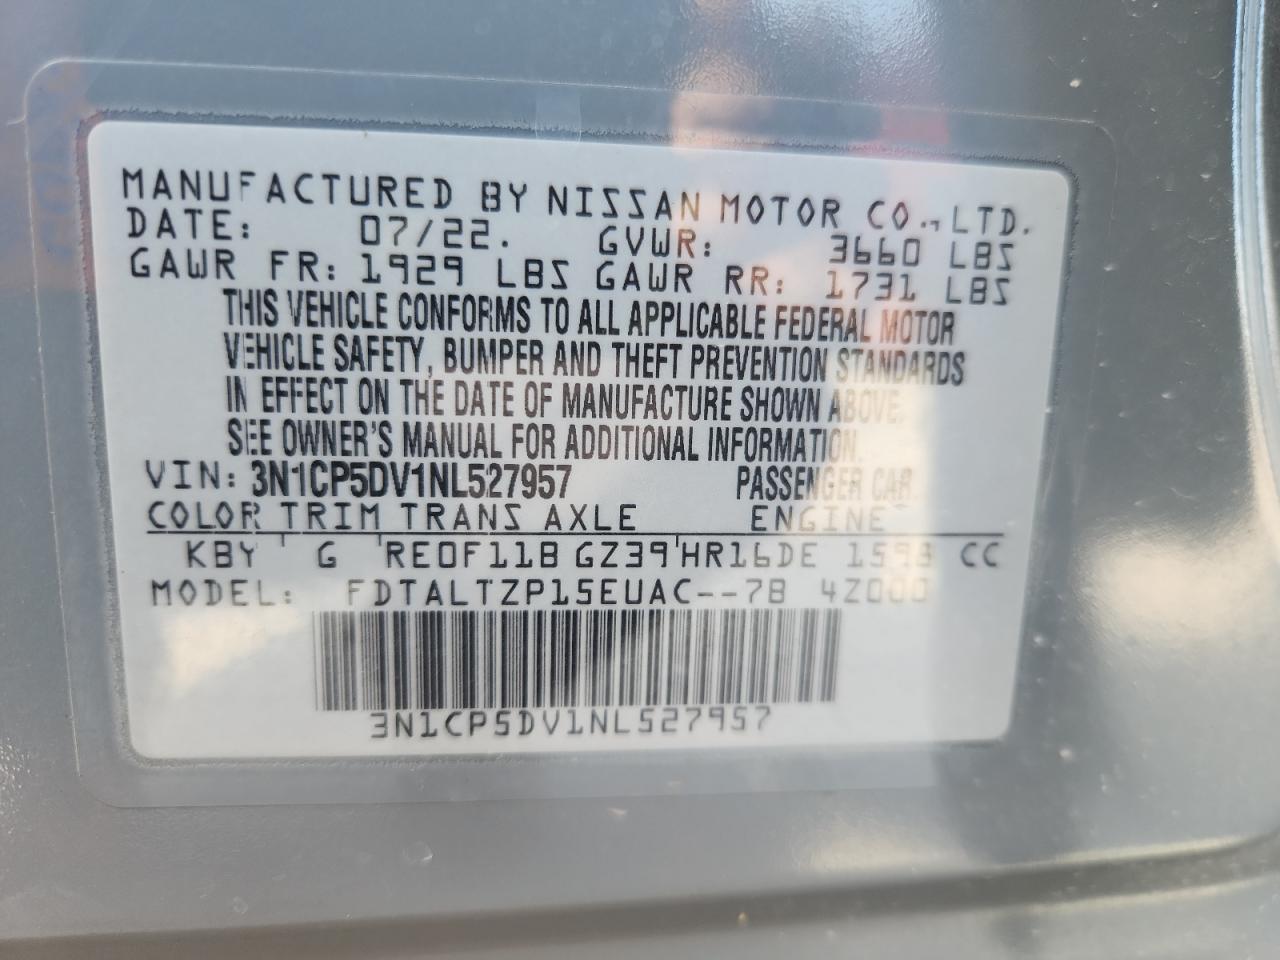 MANUFACTURED BY NISSAN MOTOR CO., LTD.
DATE: 07/22. GVWR: 3660 LBS
GAWR FR: 1929 LBS GAWR RR: 1731 LBS
THIS VEHICLE CONFORMS TO ALL APPLICABLE FEDERAL MOTOR
VEHICLE SAFETY, BUMPER AND THEFT PREVENTION STANDARDS
IN EFFECT ON THE DATE OF MANUFACTURE SHOWN ABOVE.
SEE OWNER'S MANUAL FOR ADDITIONAL INFORMATION.
VIN: 3N1CP5DV1NL527957 PASSENGER CAR.
COLOR TRIM TRANS AXLE ENGINE
KBY G RE0F11B GZ39 HR16DE 1598 CC
MODEL: FDTALTZP15EUAC--7B 4Z000
3N1CP5DV1NL527957